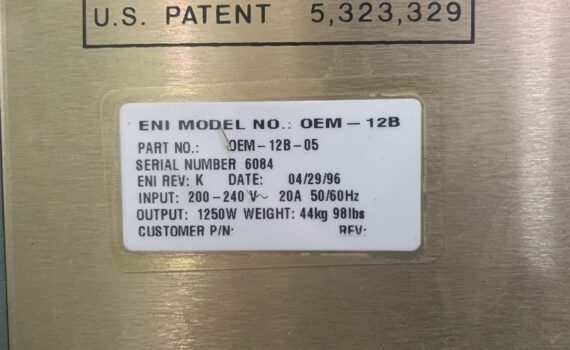 U.S. PATENT 5,323,329
ENI MODEL NO.: OEM-12B
PART NO.: OEM-12B-05
SERIAL NUMBER 6084
ENI REV: K DATE: 04/29/96
INPUT: 200-240 V~ 20A 50/60Hz
OUTPUT: 1250W WEIGHT: 44kg 98lbs
CUSTOMER P/N: REV: